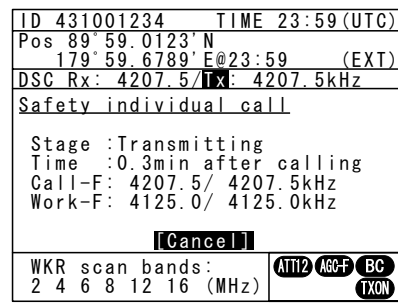 ID 431001234 TIME 23:59(UTC)
Pos 89°59.0123'N
179°59.6789'E@23:59 (EXT)
DSC Rx: 4207.5/Tx: 4207.5kHz
Safety individual call
Stage :Transmitting
Time :0.3min after calling
Call-F: 4207.5/ 4207.5kHz
Work-F: 4125.0/ 4125.0kHz
[Cancel]
WKR scan bands:
2 4 6 8 12 16 (MHz)
ATT12 AGC-F BC
TXON